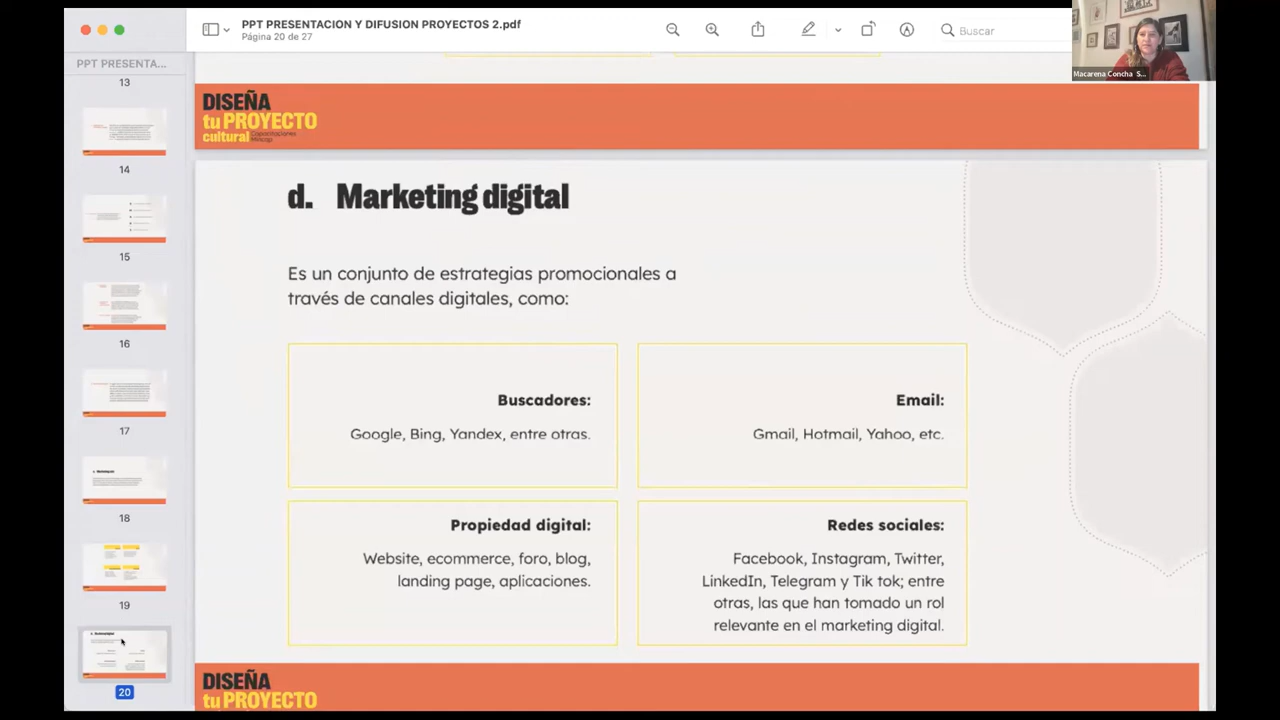 PPT PRESENTACION Y DIFUSION PROYECTOS 2.pdf
Página 20 de 27
Buscar
Macarena Concha S...
PPT PRESENTA...
13
14
15
16
17
18
19
20
DISEÑA
tu PROYECTO
cultural Capacitaciones
d. Marketing digital
Es un conjunto de estrategias promocionales a
través de canales digitales, como:
Buscadores:
Google, Bing, Yandex, entre otras.
Email:
Gmail, Hotmail, Yahoo, etc.
Propiedad digital:
Website, ecommerce, foro, blog,
landing page, aplicaciones.
Redes sociales:
Facebook, Instagram, Twitter,
LinkedIn, Telegram y Tik tok; entre
otras, las que han tomado un rol
relevante en el marketing digital.
DISEÑA
tu PROYECTO